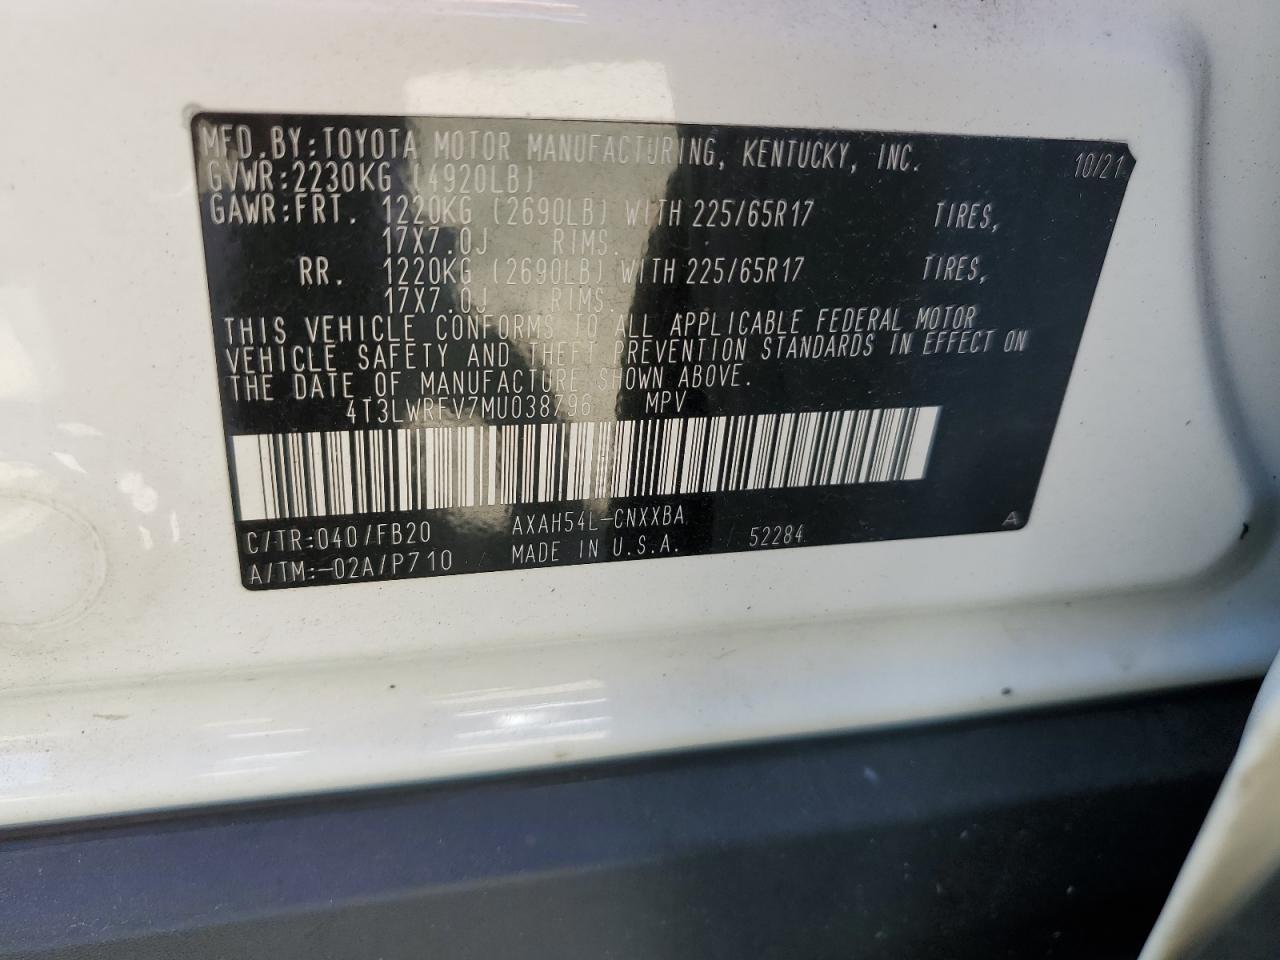 MFD.BY:TOYOTA MOTOR MANUFACTURING, KENTUCKY, INC. 10/21
GVWR:2230KG (4920LB)
GAWR:FRT. 1220KG (2690LB) WITH 225/65R17 TIRES,
17X7.0J RIMS.
RR. 1220KG (2690LB) WITH 225/65R17 TIRES,
17X7.0J RIMS.
THIS VEHICLE CONFORMS TO ALL APPLICABLE FEDERAL MOTOR
VEHICLE SAFETY AND THEFT PREVENTION STANDARDS IN EFFECT ON
THE DATE OF MANUFACTURE SHOWN ABOVE.
4T3LWRFV7MU038796 MPV
C/TR:040/FB20 AXAH54L-CNXXBA
A/TM:-02A/P710 MADE IN U.S.A. 52284 A